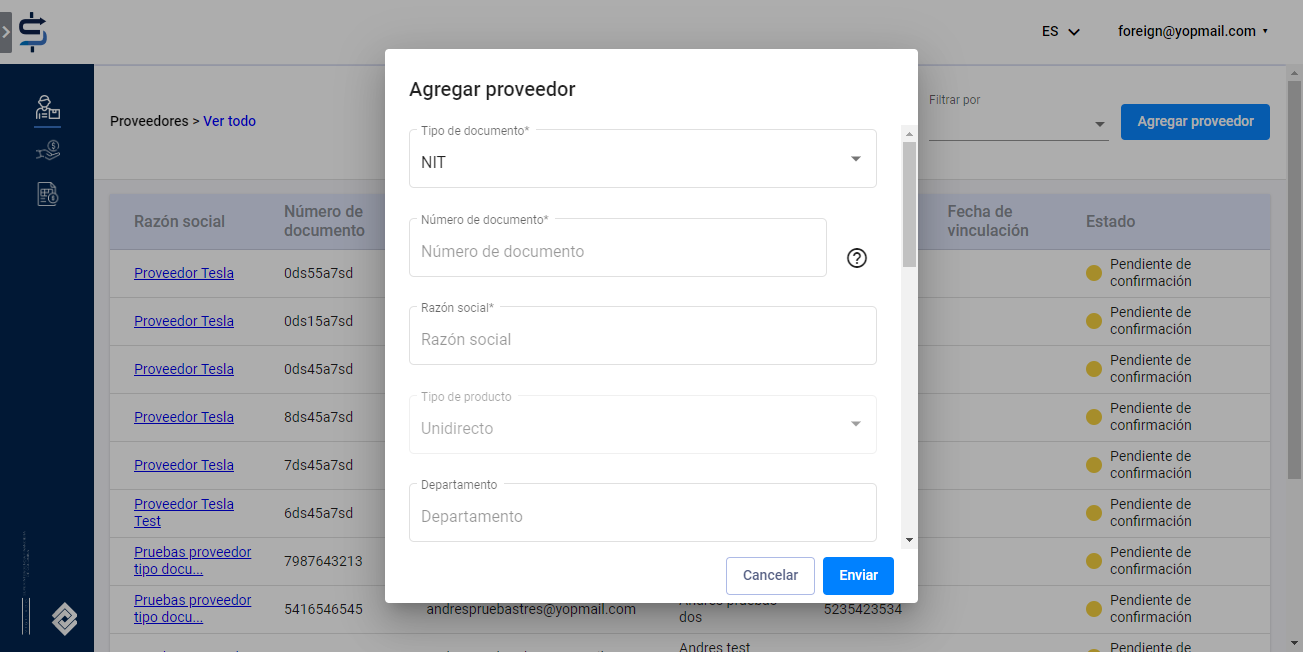 ES
foreign@yopmail.com
Agregar proveedor
Proveedores > Ver todo
Filtrar por
Agregar proveedor
Tipo de documento*
NIT
Número de documento*
Número de documento
Razón social*
Razón social
Tipo de producto
Unidirecto
Departamento
Departamento
Cancelar
Enviar
Razón social
Número de
documento
Fecha de
vinculación
Estado
Proveedor Tesla
0ds55a7sd
Pendiente de
confirmación
Proveedor Tesla
0ds15a7sd
Pendiente de
confirmación
Proveedor Tesla
0ds45a7sd
Pendiente de
confirmación
Proveedor Tesla
8ds45a7sd
Pendiente de
confirmación
Proveedor Tesla
7ds45a7sd
Pendiente de
confirmación
Proveedor Tesla
Test
6ds45a7sd
Pendiente de
confirmación
Pruebas proveedor
tipo docu...
7987643213
Pendiente de
confirmación
Pruebas proveedor
tipo docu...
5416546545
andrespruebastres@yopmail.com
Andres pruebas
dos
5235423534
Pendiente de
confirmación
Andres test
Pendiente de